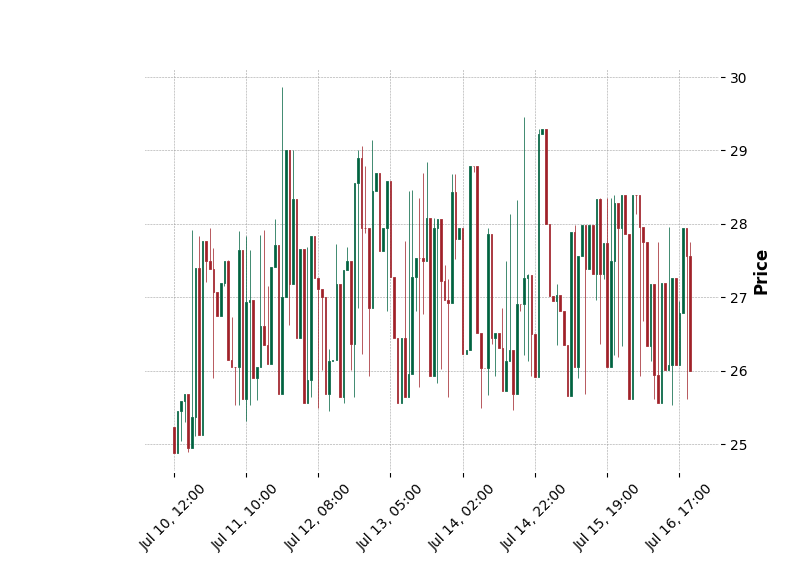 30
29
28
27
26
25
Price
Jul 10, 12:00
Jul 11, 10:00
Jul 12, 08:00
Jul 13, 05:00
Jul 14, 02:00
Jul 14, 22:00
Jul 15, 19:00
Jul 16, 17:00